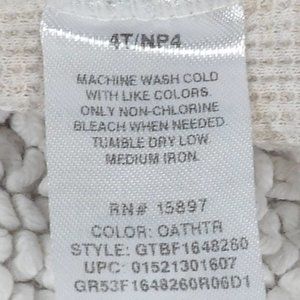 4T/NP4
MACHINE WASH COLD
WITH LIKE COLORS.
ONLY NON-CHLORINE
BLEACH WHEN NEEDED.
TUMBLE DRY LOW.
MEDIUM IRON.
RN# 15897
COLOR: OATHTR
STYLE: GTBF1648260
UPC: 01521301607
GR53F1648260R06D1